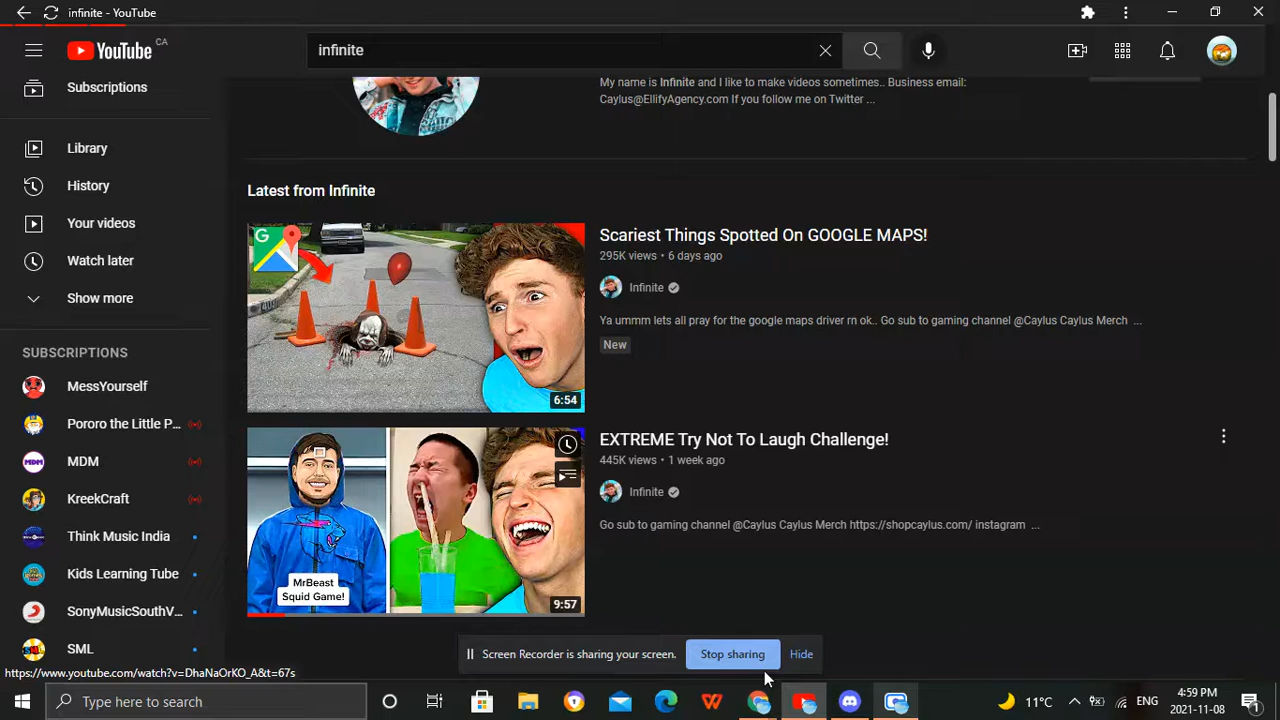 infinite - YouTube
YouTube CA
infinite
Subscriptions
Library
History
Your videos
Watch later
Show more
SUBSCRIPTIONS
MessYourself
Pororo the Little P...
MDM
KreekCraft
Think Music India
Kids Learning Tube
SonyMusicSouthV...
SML
My name is Infinite and I like to make videos sometimes.. Business email:
Caylus@EllifyAgency.com If you follow me on Twitter ...
Latest from Infinite
G
6:54
Scariest Things Spotted On GOOGLE MAPS!
295K views • 6 days ago
Infinite
Ya ummm lets all pray for the google maps driver rn ok.. Go sub to gaming channel @Caylus Caylus Merch ...
New
MrBeast
Squid Game!
9:57
EXTREME Try Not To Laugh Challenge!
445K views • 1 week ago
Infinite
Go sub to gaming channel @Caylus Caylus Merch https://shopcaylus.com/ instagram ...
Screen Recorder is sharing your screen.
Stop sharing
Hide
https://www.youtube.com/watch?v=DhaNaOrKO_A&t=67s
Type here to search
11°C
ENG
4:59 PM
2021-11-08
1